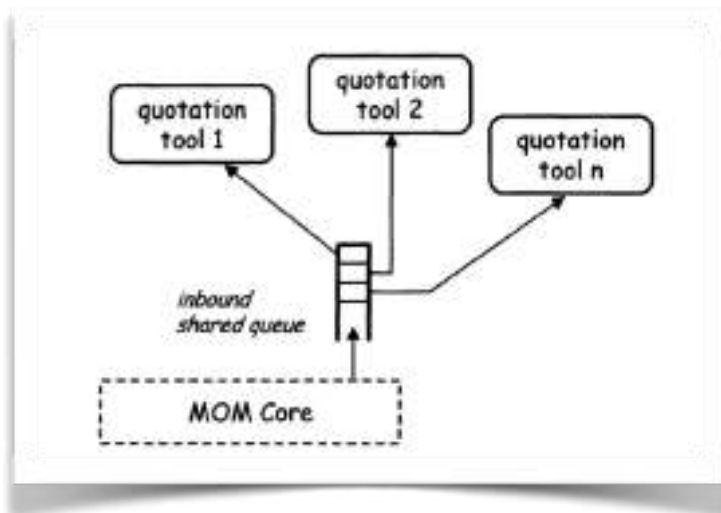 quotation
tool 1
quotation
tool 2
quotation
tool n
inbound
shared queue
MOM Core